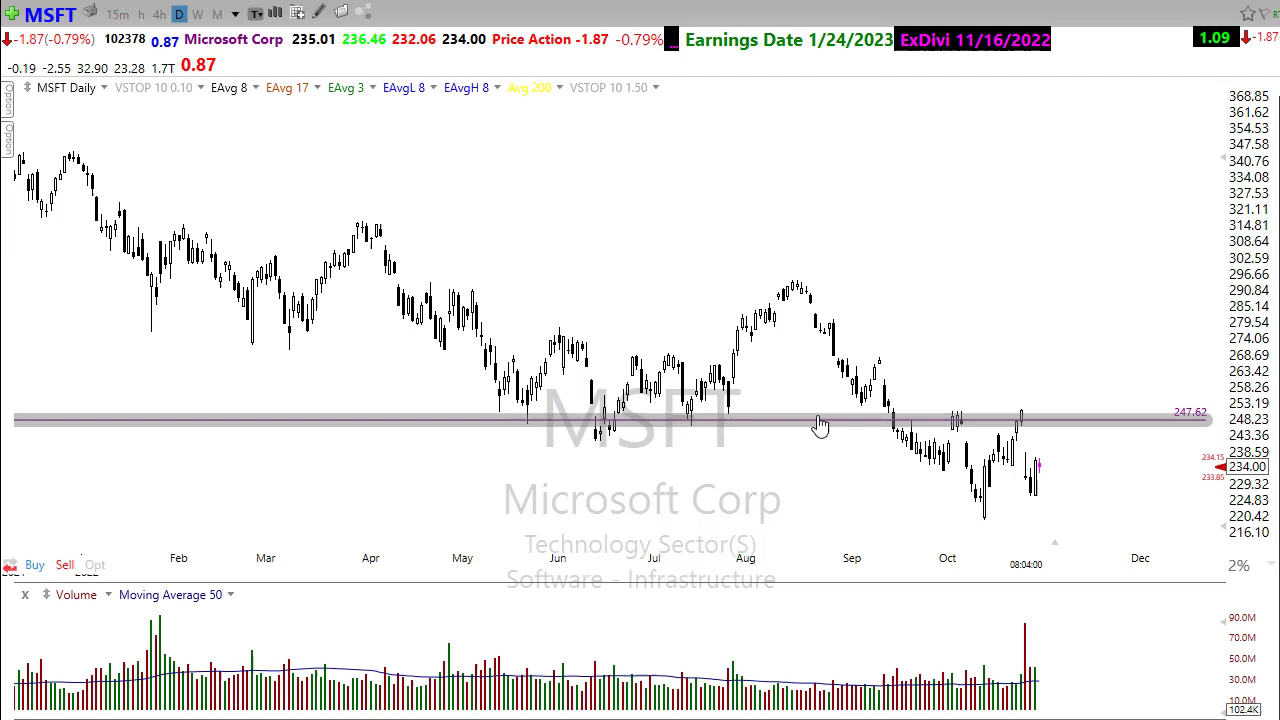 MSFT 15m h 4h D W M T
-1.87(-0.79%) 102378 0.87 Microsoft Corp 235.01 236.46 232.06 234.00 Price Action -1.87 -0.79% ... Earnings Date 1/24/2023 ExDivi 11/16/2022 1.09 -1.87
-0.19 -2.55 32.90 23.28 1.7T 0.87
MSFT Daily VSTOP 10 0.10 EAvg 8 EAvg 17 EAvg 3 EAvgL 8 EAvgH 8 Avg 200 VSTOP 10 1.50
Option
Option
368.85
361.62
354.53
347.58
340.76
334.08
327.53
321.11
314.81
308.64
302.59
296.66
290.84
285.14
279.54
274.06
268.69
263.42
258.26
253.19
247.62
248.23
243.36
238.59
234.15
234.00
233.85
229.32
224.83
220.42
216.10
MSFT
Microsoft Corp
Technology Sector(S)
Software - Infrastructure
Feb Mar Apr May Jun Jul Aug Sep Oct Dec
08:04:00
Buy Sell Opt
2%
x Volume Moving Average 50
90.0M
70.0M
50.0M
30.0M
10.0M
102.4K